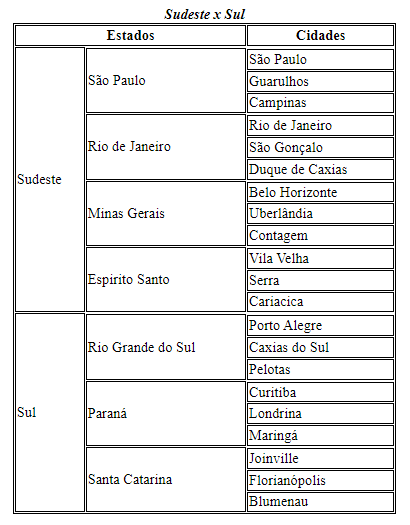 Sudeste x Sul
Estados Cidades
Sudeste São Paulo São Paulo
Guarulhos
Campinas
Rio de Janeiro Rio de Janeiro
São Gonçalo
Duque de Caxias
Minas Gerais Belo Horizonte
Uberlândia
Contagem
Espirito Santo Vila Velha
Serra
Cariacica
Sul Rio Grande do Sul Porto Alegre
Caxias do Sul
Pelotas
Paraná Curitiba
Londrina
Maringá
Santa Catarina Joinville
Florianópolis
Blumenau